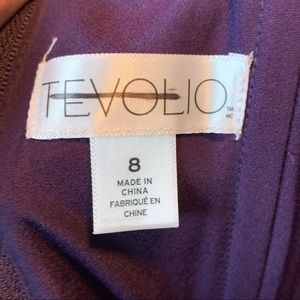 TEVOLIO
TM
MC
8
MADE IN
CHINA
FABRIQUÉ EN
CHINE